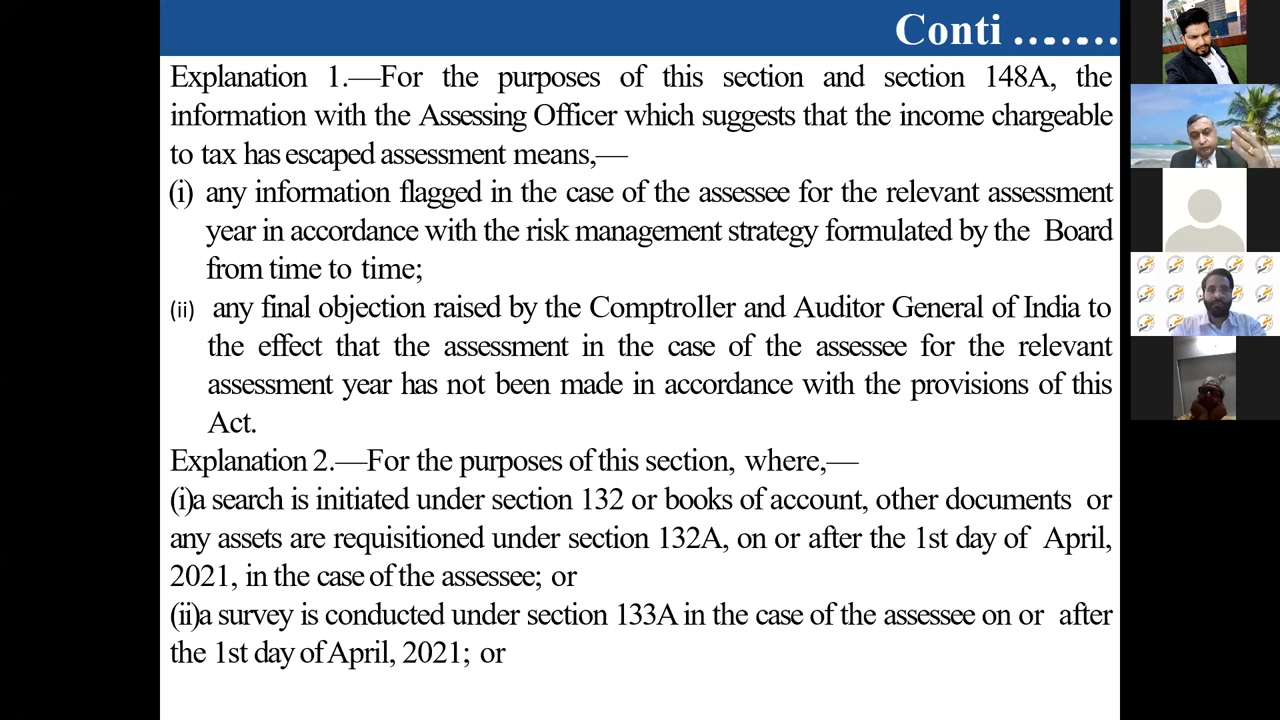 Conti ........
Explanation 1.—For the purposes of this section and section 148A, the
information with the Assessing Officer which suggests that the income chargeable
to tax has escaped assessment means,—
(i) any information flagged in the case of the assessee for the relevant assessment
year in accordance with the risk management strategy formulated by the Board
from time to time;
(ii) any final objection raised by the Comptroller and Auditor General of India to
the effect that the assessment in the case of the assessee for the relevant
assessment year has not been made in accordance with the provisions of this
Act.
Explanation 2.—For the purposes of this section, where,—
(i)a search is initiated under section 132 or books of account, other documents or
any assets are requisitioned under section 132A, on or after the 1st day of April,
2021, in the case of the assessee; or
(ii)a survey is conducted under section 133A in the case of the assessee on or after
the 1st day of April, 2021; or